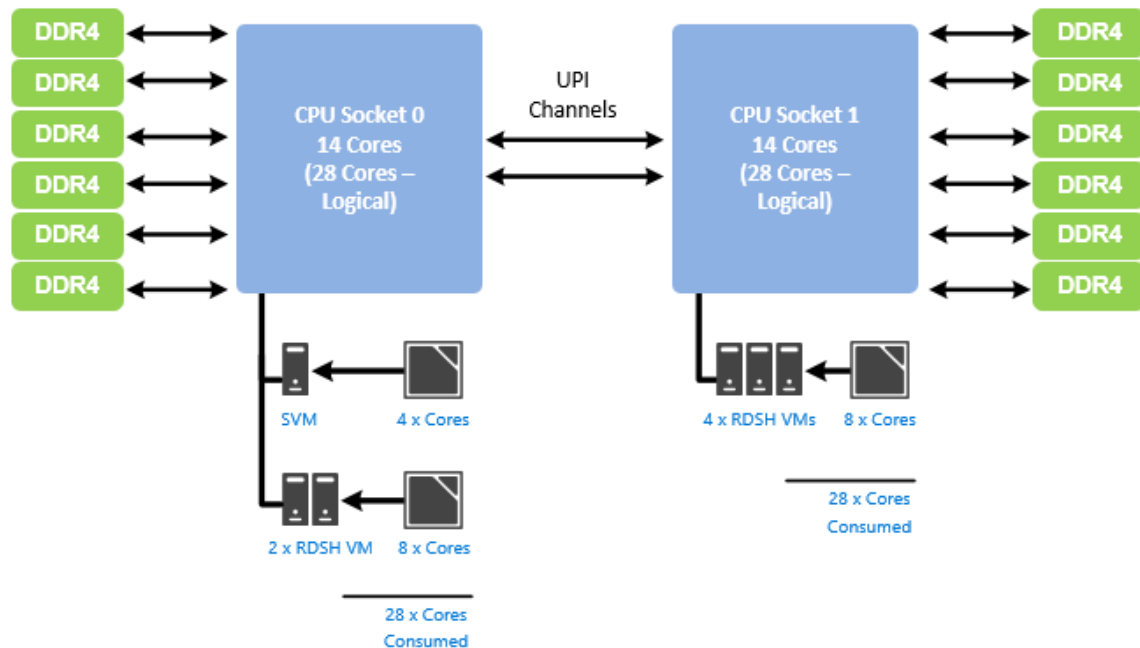 DDR4
DDR4
DDR4
DDR4
DDR4
DDR4
CPU Socket 0
14 Cores
(28 Cores –
Logical)
UPI
Channels
CPU Socket 1
14 Cores
(28 Cores –
Logical)
DDR4
DDR4
DDR4
DDR4
DDR4
DDR4
SVM
4 x Cores
2 x RDSH VM
8 x Cores
28 x Cores
Consumed
4 x RDSH VMs
8 x Cores
28 x Cores
Consumed